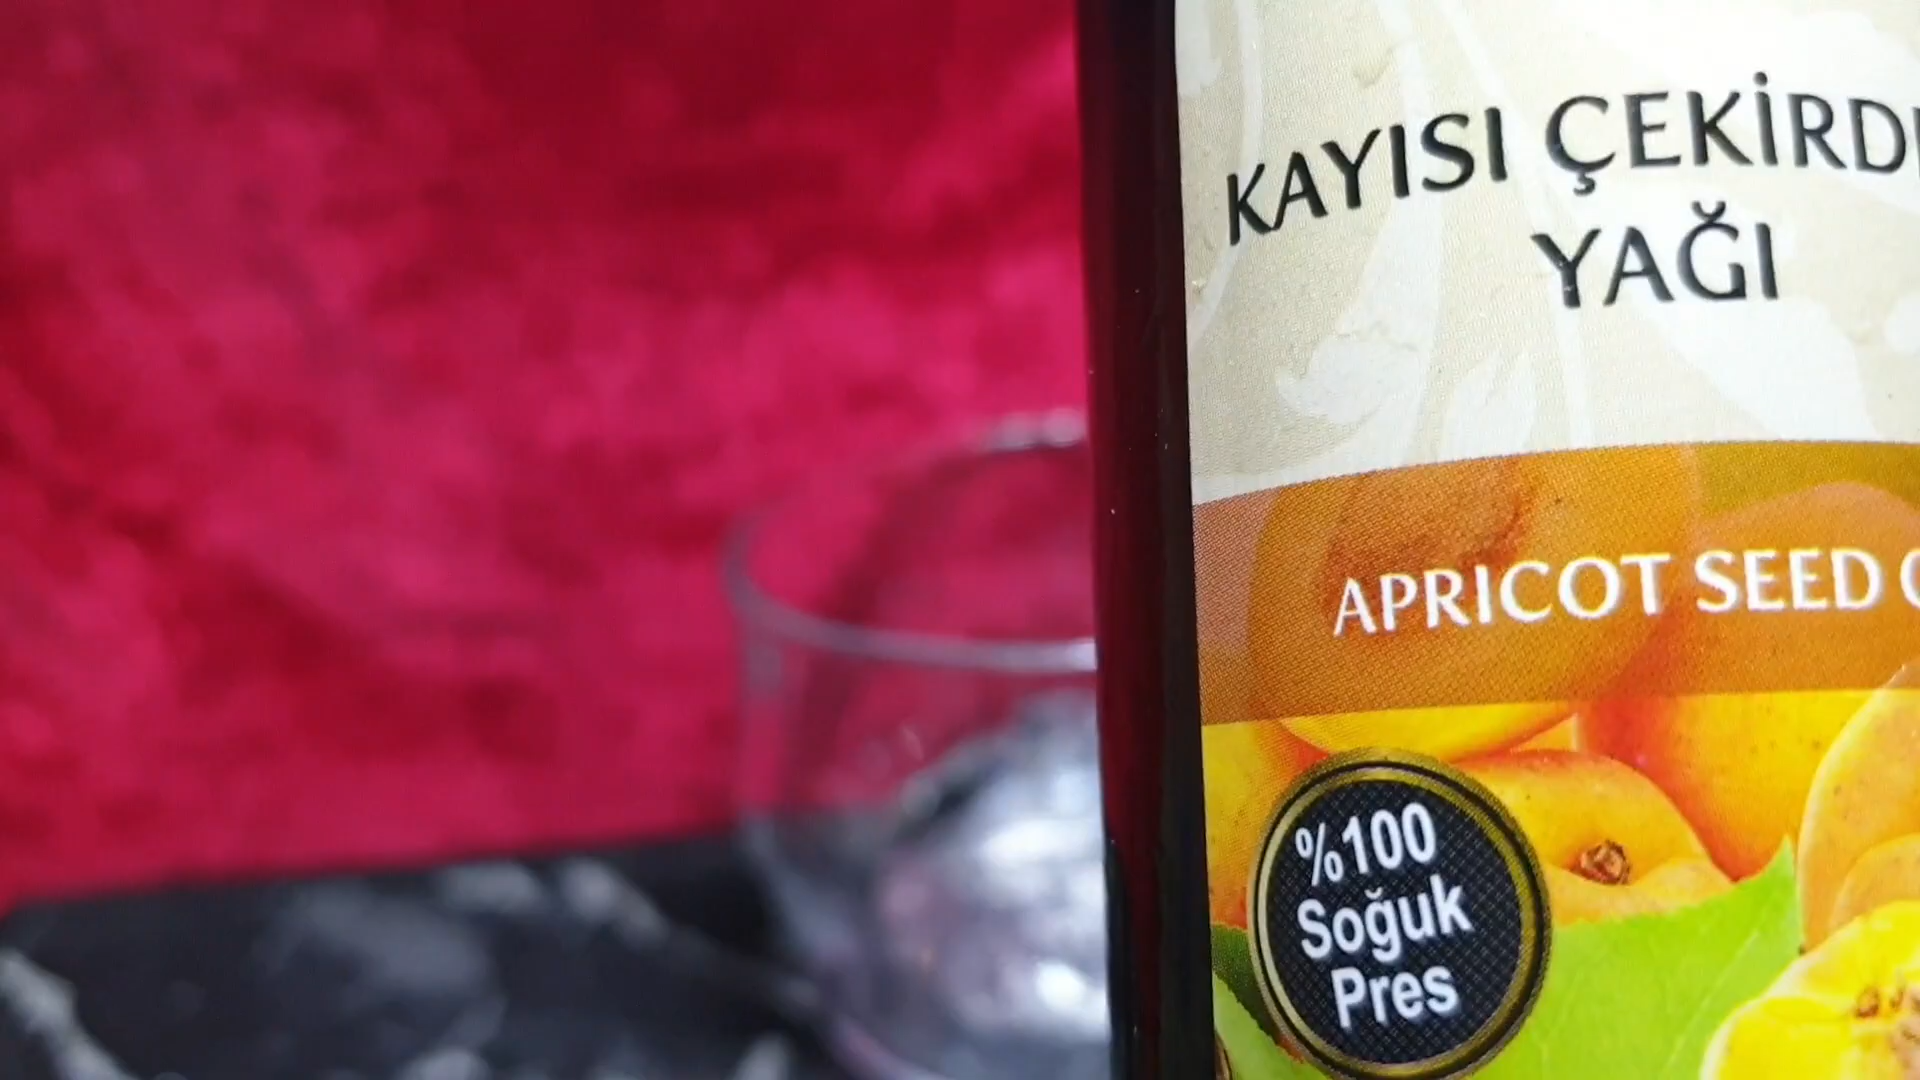 KAYISI ÇEKİRD
YAĞI
APRICOT SEED
%100
Soğuk
Pres